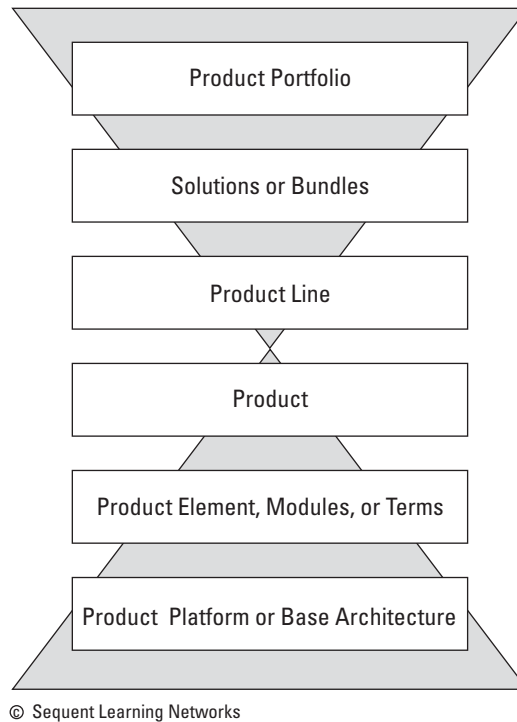 Product Portfolio
Solutions or Bundles
Product Line
Product
Product Element, Modules, or Terms
Product Platform or Base Architecture
© Sequent Learning Networks